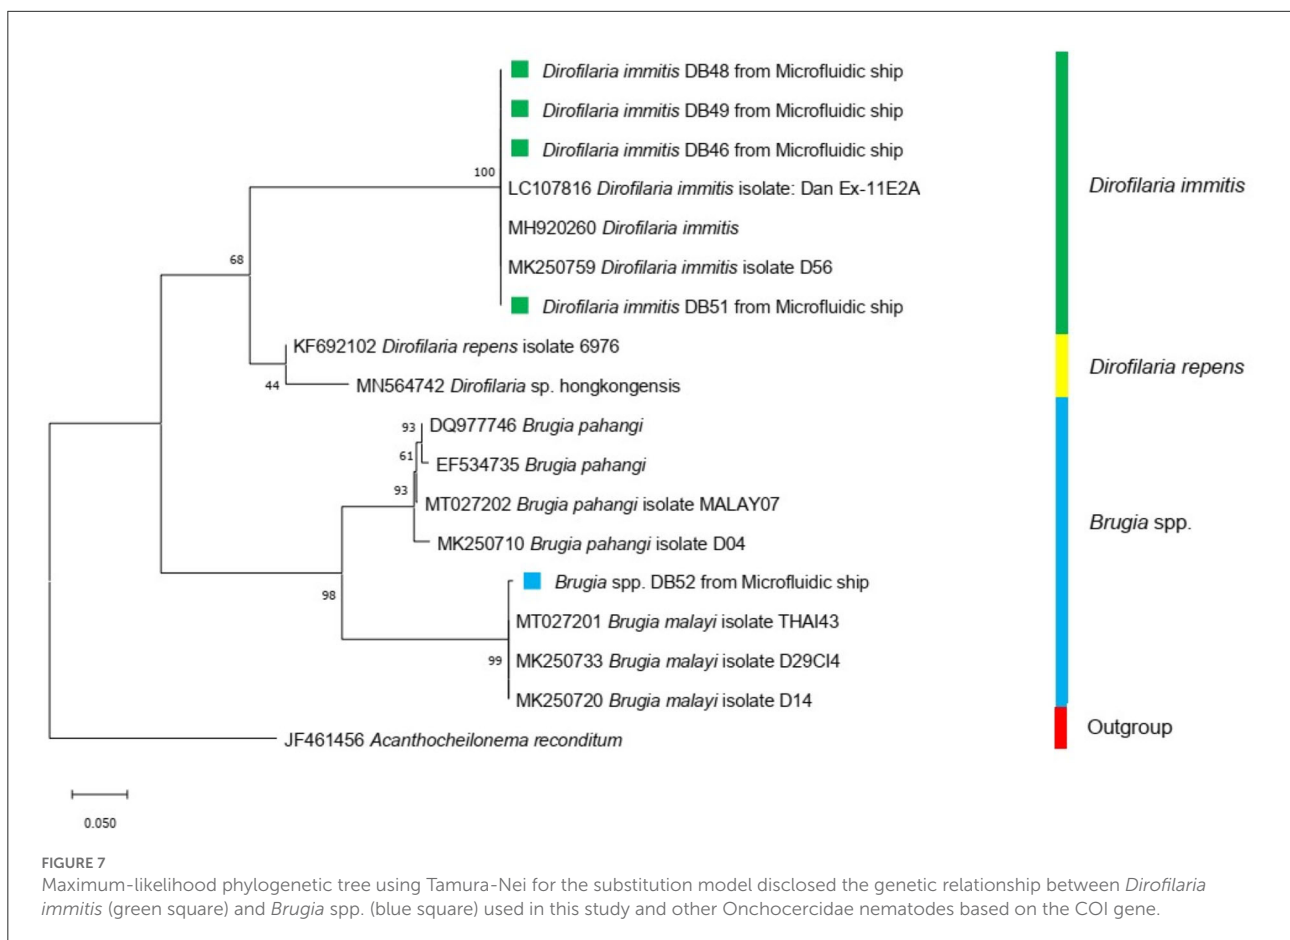 Dirofilaria immitis DB48 from Microfluidic ship
Dirofilaria immitis DB49 from Microfluidic ship
Dirofilaria immitis DB46 from Microfluidic ship
100
LC107816 Dirofilaria immitis isolate: Dan Ex-11E2A
Dirofilaria immitis
MH920260 Dirofilaria immitis
68
MK250759 Dirofilaria immitis isolate D56
Dirofilaria immitis DB51 from Microfluidic ship
KF692102 Dirofilaria repens isolate 6976
Dirofilaria repens
44
MN564742 Dirofilaria sp. hongkongensis
93
DQ977746 Brugia pahangi
61
EF534735 Brugia pahangi
93
MT027202 Brugia pahangi isolate MALAY07
Brugia spp.
MK250710 Brugia pahangi isolate D04
98
Brugia spp. DB52 from Microfluidic ship
MT027201 Brugia malayi isolate THAI43
99
MK250733 Brugia malayi isolate D29CI4
MK250720 Brugia malayi isolate D14
Outgroup
JF461456 Acanthocheilonema reconditum
0.050
FIGURE 7
Maximum-likelihood phylogenetic tree using Tamura-Nei for the substitution model disclosed the genetic relationship between Dirofilaria
immitis (green square) and Brugia spp. (blue square) used in this study and other Onchocercidae nematodes based on the COI gene.